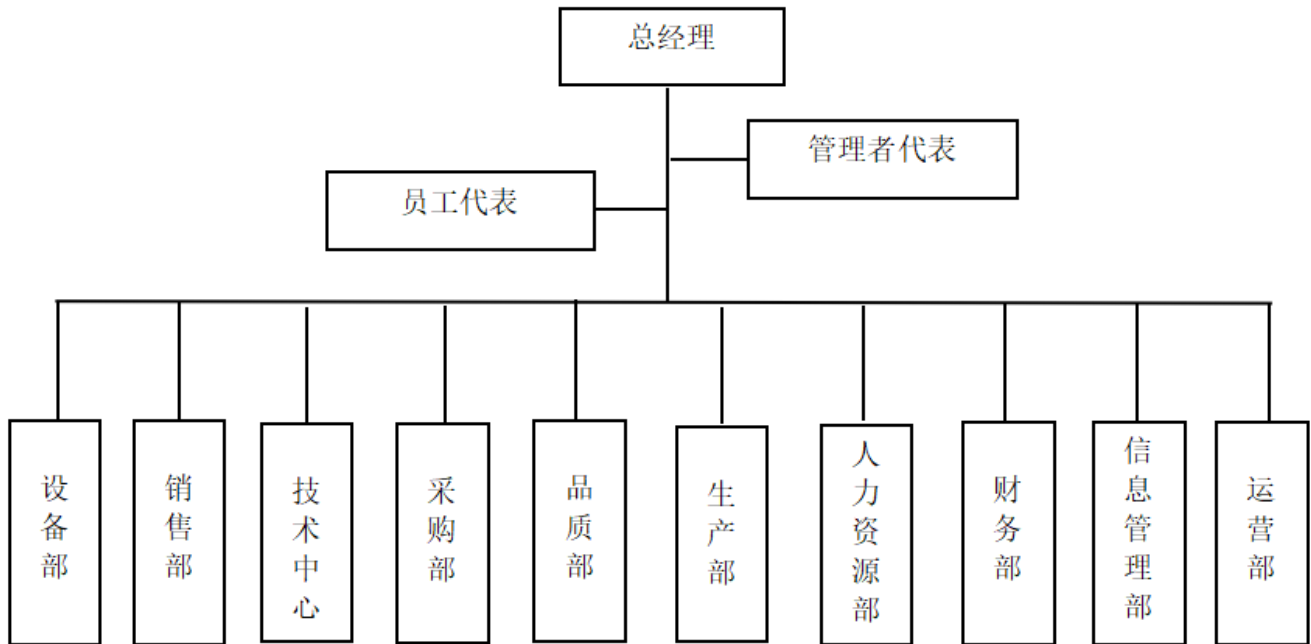 总经理
管理者代表
员工代表
设备部
销售部
技术中心
采购部
品质部
生产部
人力资源部
财务部
信息管理部
运营部